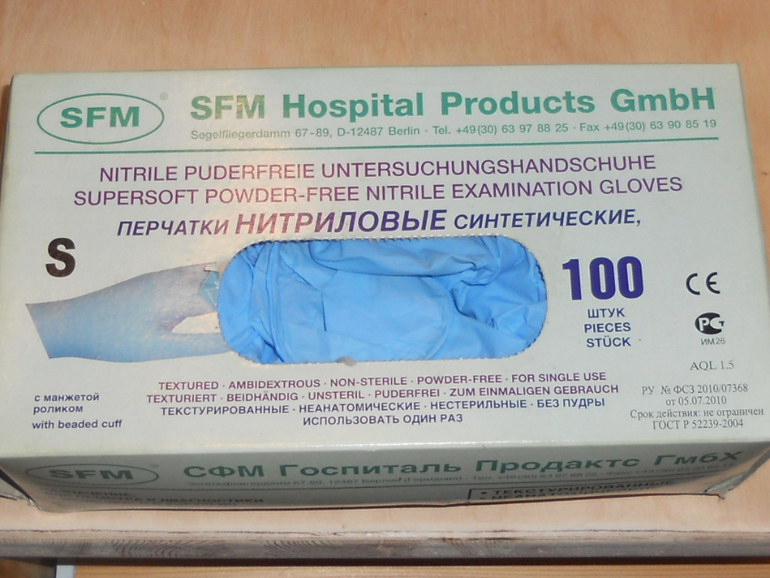 SFM ®
SFM Hospital Products GmbH
Segelfliegerdamm 67-89, D-12487 Berlin · Tel. +49(30) 63 97 88 25 · Fax +49(30) 63 90 85 19
NITRILE PUDERFREIE UNTERSUCHUNGSHANDSCHUHE
SUPERSOFT POWDER-FREE NITRILE EXAMINATION GLOVES
ПЕРЧАТКИ НИТРИЛОВЫЕ СИНТЕТИЧЕСКИЕ,
S
100
ШТУК
PIECES
STÜCK
CE
РСТ
ИМ26
AQL 1.5
с манжетой
роликом
with beaded cuff
TEXTURED · AMBIDEXTROUS · NON-STERILE · POWDER-FREE · FOR SINGLE USE
TEXTURIERT · BEIDHÄNDIG · UNSTERIL · PUDERFREI · ZUM EINMALIGEN GEBRAUCH
ТЕКСТУРИРОВАННЫЕ · НЕАНАТОМИЧЕСКИЕ · НЕСТЕРИЛЬНЫЕ · БЕЗ ПУДРЫ
ИСПОЛЬЗОВАТЬ ОДИН РАЗ
РУ № ФСЗ 2010/07368
от 05.07.2010
Срок действия: не ограничен
ГОСТ Р 52239-2004
SFM
СФМ Госпиталь Продактс ГмбХ
• ТЕКСТУРИРОВАННЫЕ